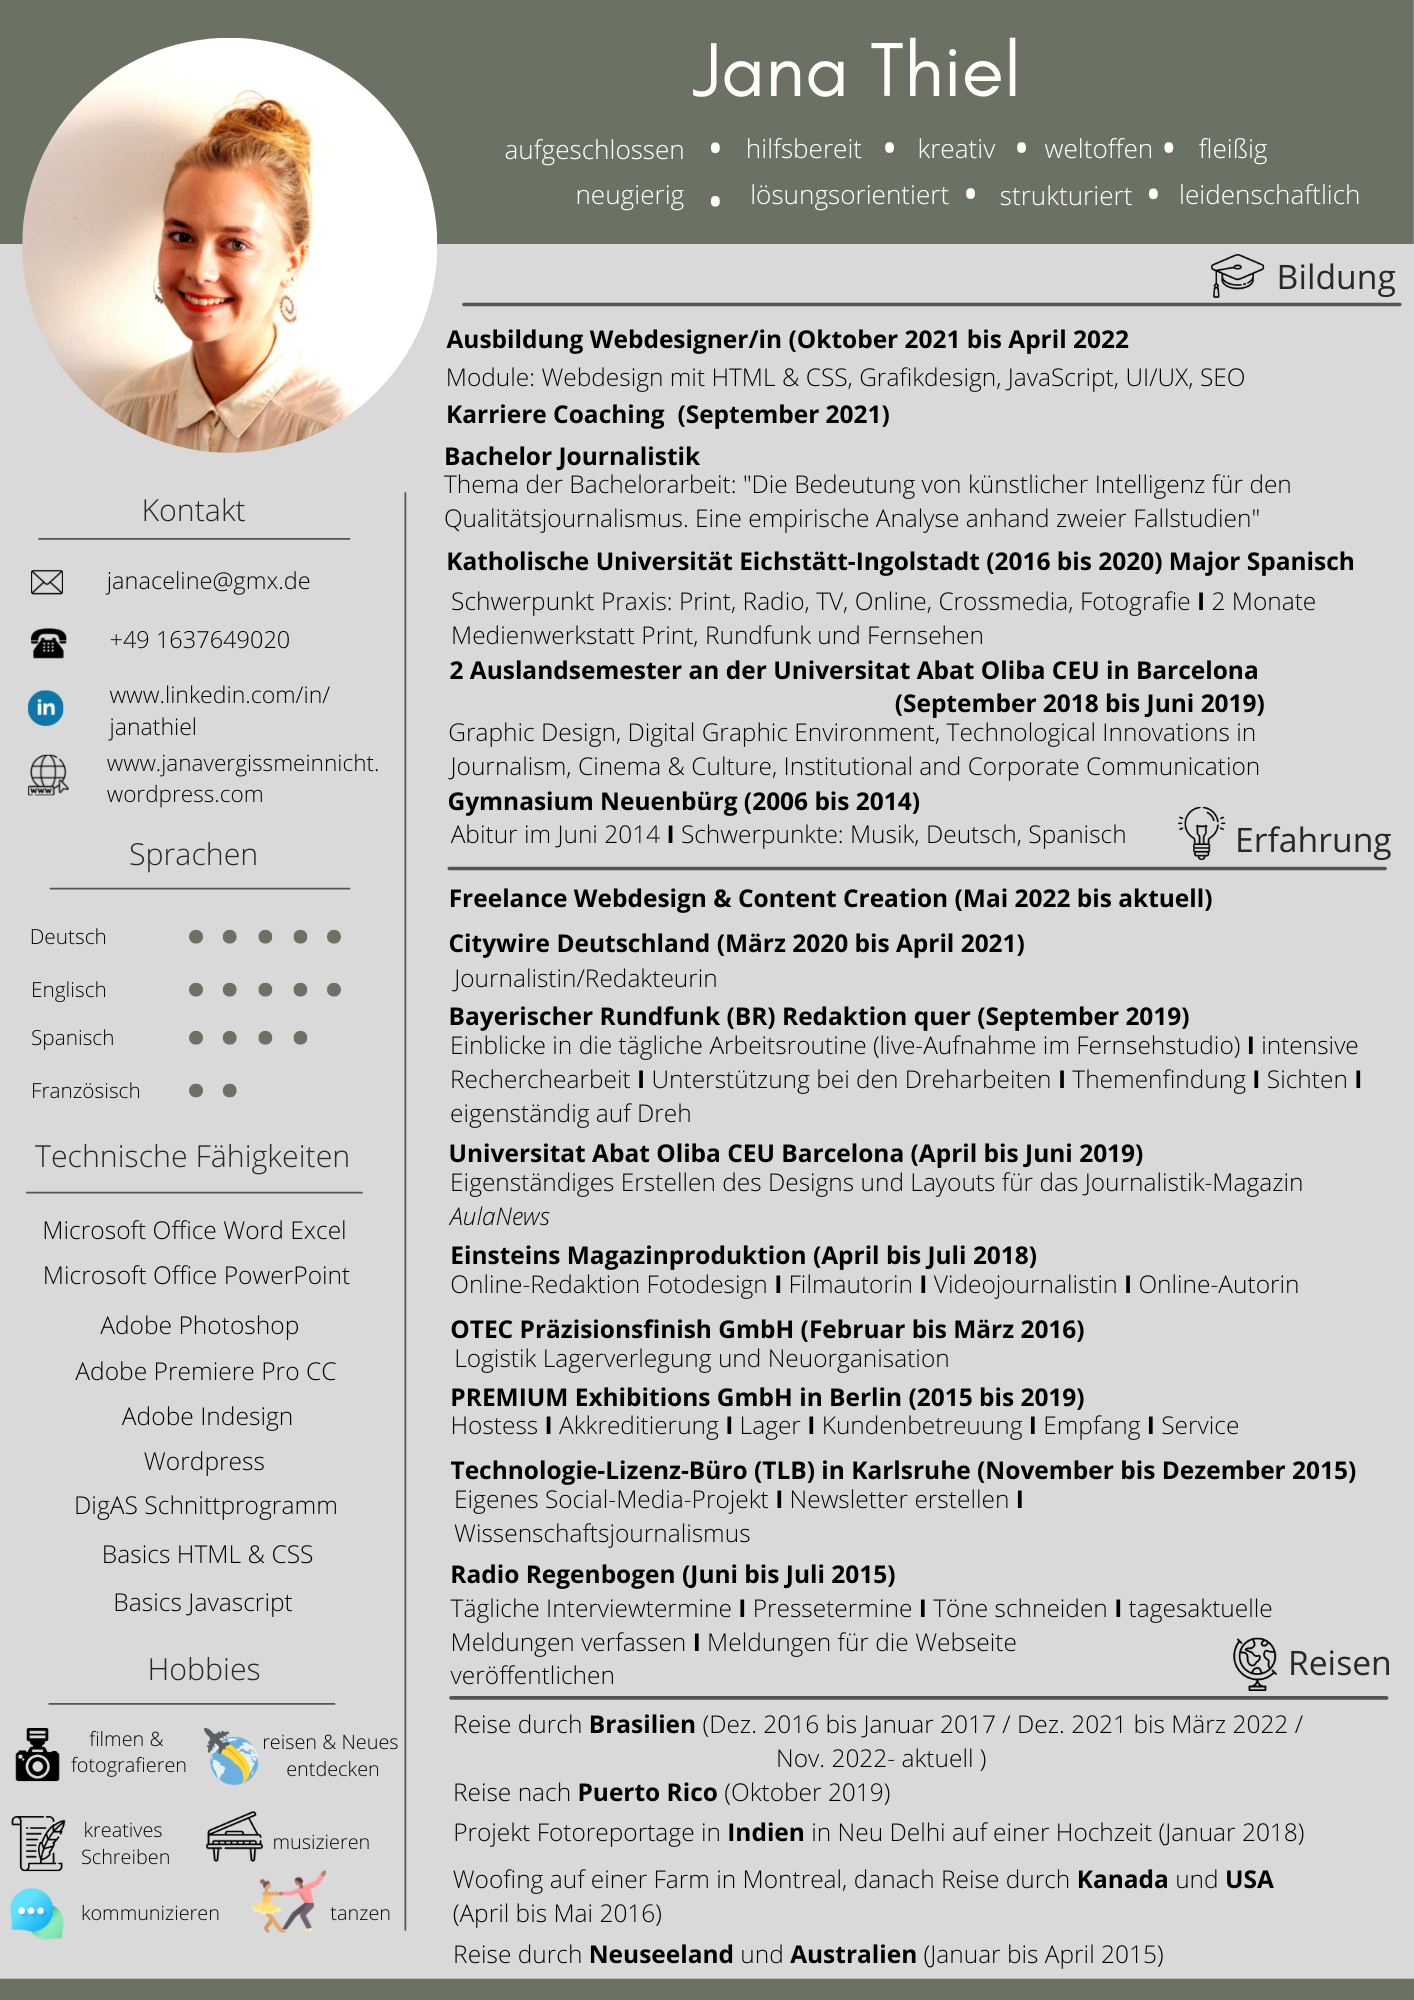 Jana Thiel
aufgeschlossen • hilfsbereit • kreativ • weltoffen • fleißig
neugierig • lösungsorientiert • strukturiert • leidenschaftlich
Kontakt
janaceline@gmx.de
+49 1637649020
in
www.linkedin.com/in/
janathiel
www
www.janavergissmeinnicht.
wordpress.com
Sprachen
Deutsch
Englisch
Spanisch
Französisch
Technische Fähigkeiten
Microsoft Office Word Excel
Microsoft Office PowerPoint
Adobe Photoshop
Adobe Premiere Pro CC
Adobe Indesign
Wordpress
DigAS Schnittprogramm
Basics HTML & CSS
Basics Javascript
Hobbies
filmen &
fotografieren
reisen & Neues
entdecken
kreatives
Schreiben
musizieren
kommunizieren
tanzen
Bildung
Ausbildung Webdesigner/in (Oktober 2021 bis April 2022
Module: Webdesign mit HTML & CSS, Grafikdesign, JavaScript, UI/UX, SEO
Karriere Coaching (September 2021)
Bachelor Journalistik
Thema der Bachelorarbeit: "Die Bedeutung von künstlicher Intelligenz für den
Qualitätsjournalismus. Eine empirische Analyse anhand zweier Fallstudien"
Katholische Universität Eichstätt-Ingolstadt (2016 bis 2020) Major Spanisch
Schwerpunkt Praxis: Print, Radio, TV, Online, Crossmedia, Fotografie I 2 Monate
Medienwerkstatt Print, Rundfunk und Fernsehen
2 Auslandsemester an der Universitat Abat Oliba CEU in Barcelona
(September 2018 bis Juni 2019)
Graphic Design, Digital Graphic Environment, Technological Innovations in
Journalism, Cinema & Culture, Institutional and Corporate Communication
Gymnasium Neuenbürg (2006 bis 2014)
Abitur im Juni 2014 I Schwerpunkte: Musik, Deutsch, Spanisch
Erfahrung
Freelance Webdesign & Content Creation (Mai 2022 bis aktuell)
Citywire Deutschland (März 2020 bis April 2021)
Journalistin/Redakteurin
Bayerischer Rundfunk (BR) Redaktion quer (September 2019)
Einblicke in die tägliche Arbeitsroutine (live-Aufnahme im Fernsehstudio) I intensive
Recherchearbeit I Unterstützung bei den Dreharbeiten I Themenfindung I Sichten I
eigenständig auf Dreh
Universitat Abat Oliba CEU Barcelona (April bis Juni 2019)
Eigenständiges Erstellen des Designs und Layouts für das Journalistik-Magazin
AulaNews
Einsteins Magazinproduktion (April bis Juli 2018)
Online-Redaktion Fotodesign I Filmautorin I Videojournalistin I Online-Autorin
OTEC Präzisionsfinish GmbH (Februar bis März 2016)
Logistik Lagerverlegung und Neuorganisation
PREMIUM Exhibitions GmbH in Berlin (2015 bis 2019)
Hostess I Akkreditierung I Lager I Kundenbetreuung I Empfang I Service
Technologie-Lizenz-Büro (TLB) in Karlsruhe (November bis Dezember 2015)
Eigenes Social-Media-Projekt I Newsletter erstellen I
Wissenschaftsjournalismus
Radio Regenbogen (Juni bis Juli 2015)
Tägliche Interviewtermine I Pressetermine I Töne schneiden I tagesaktuelle
Meldungen verfassen I Meldungen für die Webseite
veröffentlichen
Reisen
Reise durch Brasilien (Dez. 2016 bis Januar 2017 / Dez. 2021 bis März 2022 /
Nov. 2022- aktuell )
Reise nach Puerto Rico (Oktober 2019)
Projekt Fotoreportage in Indien in Neu Delhi auf einer Hochzeit (Januar 2018)
Woofing auf einer Farm in Montreal, danach Reise durch Kanada und USA
(April bis Mai 2016)
Reise durch Neuseeland und Australien (Januar bis April 2015)